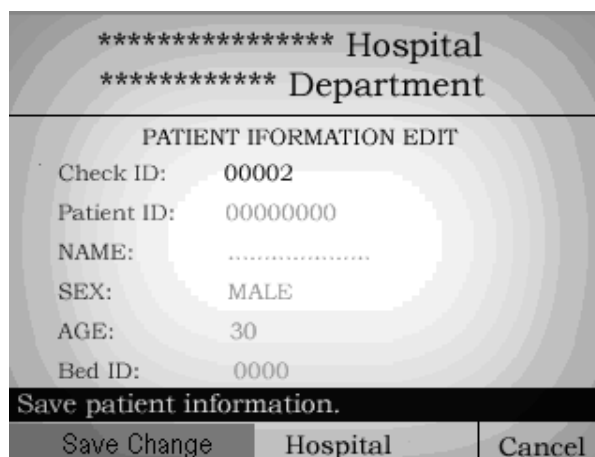 **************** Hospital
************ Department
PATIENT IFORMATION EDIT
Check ID: 00002
Patient ID: 00000000
NAME: ....................
SEX: MALE
AGE: 30
Bed ID: 0000
Save patient information.
Save Change Hospital Cancel